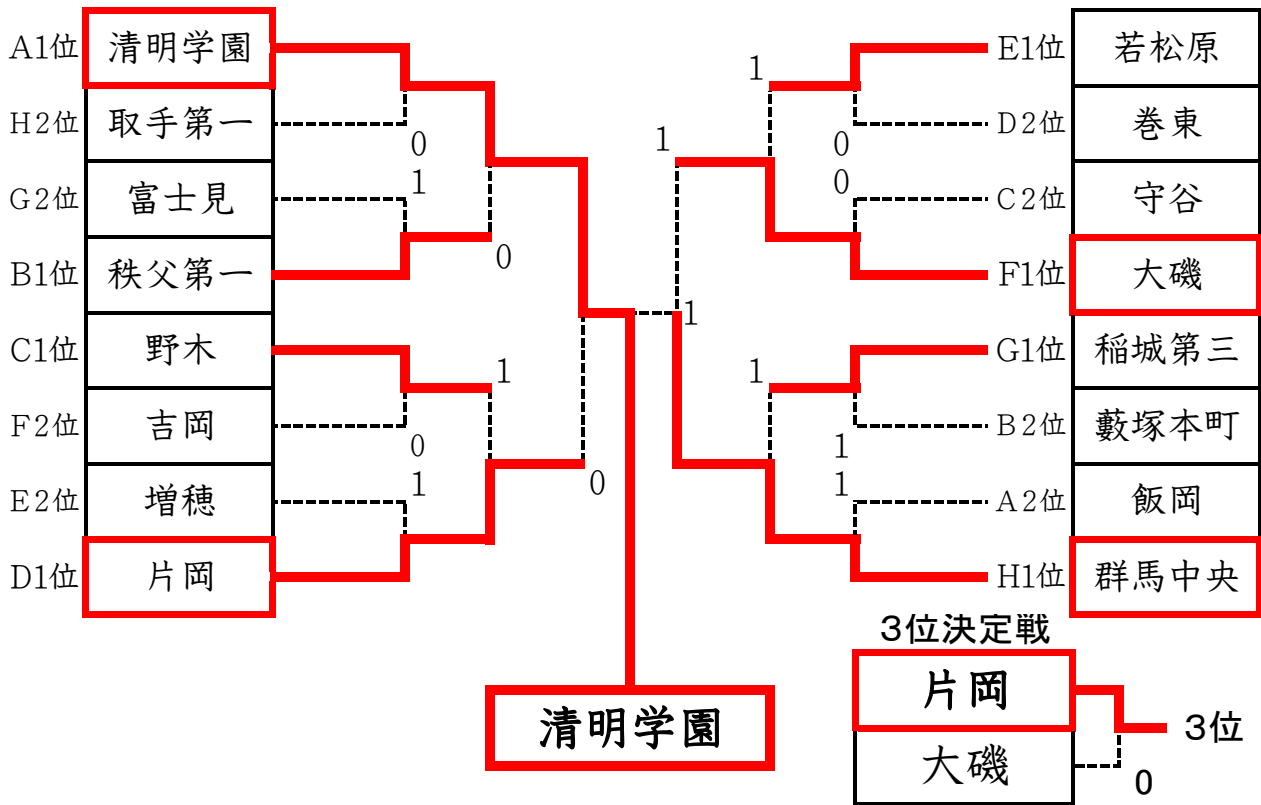 A1位 清明学園
H2位 取手第一
0
G2位 富士見
1
B1位 秩父第一
0
C1位 野木
1
F2位 吉岡
0
E2位 増穂
1
0
D1位 片岡
1
E1位 若松原
1
D2位 巻東
0
0
C2位 守谷
F1位 大磯
1
1
G1位 稲城第三
B2位 藪塚本町
1
1
A2位 飯岡
H1位 群馬中央
清明学園
3位決定戦
片岡
3位
大磯
0